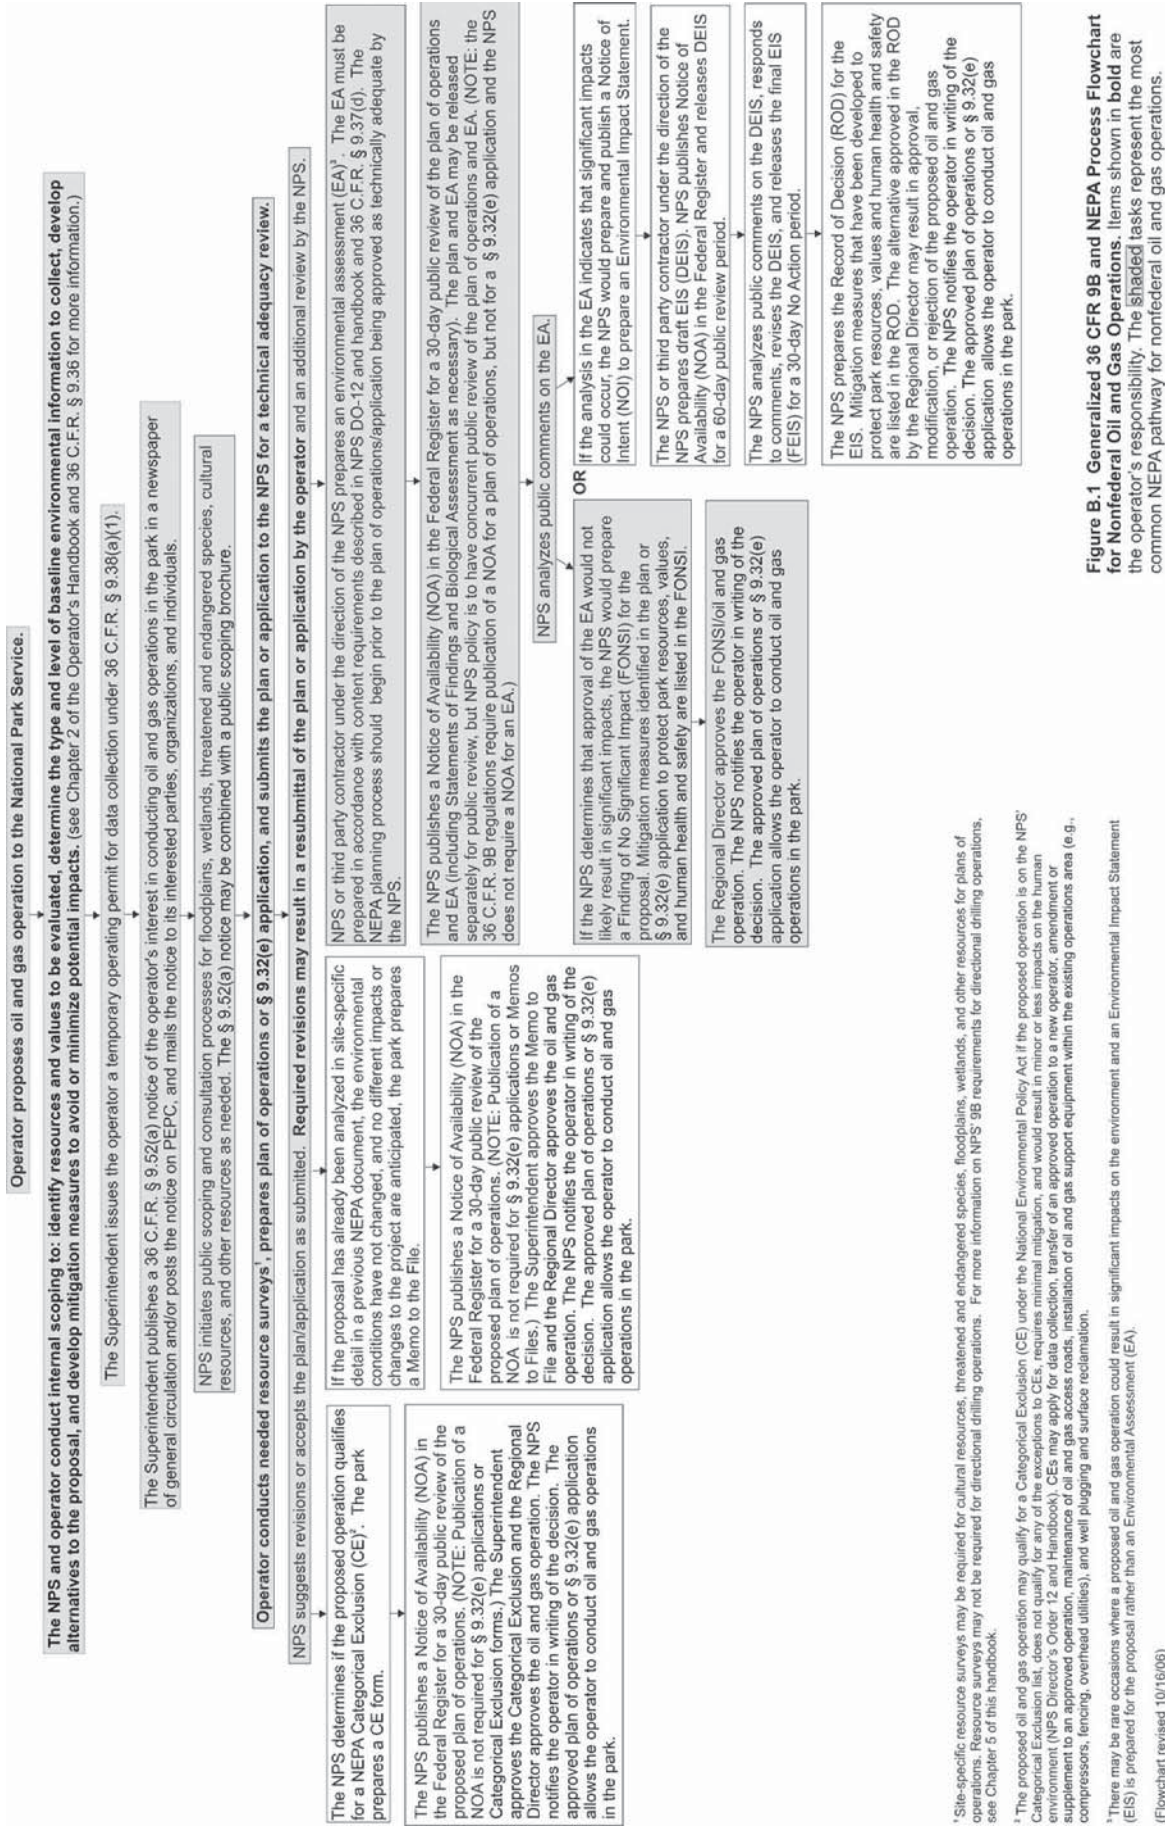 Operator proposes oil and gas operation to the National Park Service.
The NPS and operator conduct internal scoping to: identify resources and values to be evaluated, determine the type and level of baseline environmental information to collect, develop
alternatives to the proposal, and develop mitigation measures to avoid or minimize potential impacts. (see Chapter 2 of the Operator's Handbook and 36 C.F.R. § 9.36 for more information.)
The Superintendent issues the operator a temporary operating permit for data collection under 36 C.F.R. § 9.38(a)(1).
The Superintendent publishes a 36 C.F.R. § 9.52(a) notice of the operator's interest in conducting oil and gas operations in the park in a newspaper
of general circulation and/or posts the notice on PEPC, and mails the notice to its interested parties, organizations, and individuals.
NPS initiates public scoping and consultation processes for floodplains, wetlands, threatened and endangered species, cultural
resources, and other resources as needed. The § 9.52(a) notice may be combined with a public scoping brochure.
Operator conducts needed resource surveys¹, prepares plan of operations or § 9.32(e) application, and submits the plan or application to the NPS for a technical adequacy review.
NPS suggests revisions or accepts the plan/application as submitted. Required revisions may result in a resubmittal of the plan or application by the operator and an additional review by the NPS.
The NPS determines if the proposed operation qualifies
for a NEPA Categorical Exclusion (CE)². The park
prepares a CE form.
The NPS publishes a Notice of Availability (NOA) in
the Federal Register for a 30-day public review of the
proposed plan of operations. (NOTE: Publication of a
NOA is not required for § 9.32(e) applications or
Categorical Exclusion forms.) The Superintendent
approves the Categorical Exclusion and the Regional
Director approves the oil and gas operation. The NPS
notifies the operator in writing of the decision. The
approved plan of operations or § 9.32(e) application
allows the operator to conduct oil and gas operations
in the park.
If the proposal has already been analyzed in site-specific
detail in a previous NEPA document, the environmental
conditions have not changed, and no different impacts or
changes to the project are anticipated, the park prepares
a Memo to the File.
The NPS publishes a Notice of Availability (NOA) in the
Federal Register for a 30-day public review of the
proposed plan of operations. (NOTE: Publication of a
NOA is not required for § 9.32(e) applications or Memos
to Files.) The Superintendent approves the Memo to
File and the Regional Director approves the oil and gas
operation. The NPS notifies the operator in writing of the
decision. The approved plan of operations or § 9.32(e)
application allows the operator to conduct oil and gas
operations in the park.
NPS or third party contractor under the direction of the NPS prepares an environmental assessment (EA)³. The EA must be
prepared in accordance with content requirements described in NPS DO-12 and handbook and 36 C.F.R. § 9.37(d). The
NEPA planning process should begin prior to the plan of operations/application being approved as technically adequate by
the NPS.
The NPS publishes a Notice of Availability (NOA) in the Federal Register for a 30-day public review of the plan of operations
and EA (including Statements of Findings and Biological Assessment as necessary). The plan and EA may be released
separately for public review, but NPS policy is to have concurrent public review of the plan of operations and EA. (NOTE: the
36 C.F.R. 9B regulations require publication of a NOA for a plan of operations, but not for a § 9.32(e) application and the NPS
does not require a NOA for an EA.)
NPS analyzes public comments on the EA.
If the NPS determines that approval of the EA would not
likely result in significant impacts, the NPS would prepare
a Finding of No Significant Impact (FONSI) for the
proposal. Mitigation measures identified in the plan or
§ 9.32(e) application to protect park resources, values,
and human health and safety are listed in the FONSI.
The Regional Director approves the FONSI/oil and gas
operation. The NPS notifies the operator in writing of the
decision. The approved plan of operations or § 9.32(e)
application allows the operator to conduct oil and gas
operations in the park.
OR
If the analysis in the EA indicates that significant impacts
could occur, the NPS would prepare and publish a Notice of
Intent (NOI) to prepare an Environmental Impact Statement.
The NPS or third party contractor under the direction of the
NPS prepares draft EIS (DEIS). NPS publishes Notice of
Availability (NOA) in the Federal Register and releases DEIS
for a 60-day public review period.
The NPS analyzes public comments on the DEIS, responds
to comments, revises the DEIS, and releases the final EIS
(FEIS) for a 30-day No Action period.
The NPS prepares the Record of Decision (ROD) for the
EIS. Mitigation measures that have been developed to
protect park resources, values and human health and safety
are listed in the ROD. The alternative approved in the ROD
by the Regional Director may result in approval,
modification, or rejection of the proposed oil and gas
operation. The NPS notifies the operator in writing of the
decision. The approved plan of operations or § 9.32(e)
application allows the operator to conduct oil and gas
operations in the park.
¹ Site-specific resource surveys may be required for cultural resources, threatened and endangered species, floodplains, wetlands, and other resources for plans of
operations. Resource surveys may not be required for directional drilling operations. For more information on NPS' 9B requirements for directional drilling operations,
see Chapter 5 of this handbook.
² The proposed oil and gas operation may qualify for a Categorical Exclusion (CE) under the National Environmental Policy Act if the proposed operation is on the NPS'
Categorical Exclusion list, does not qualify for any of the exceptions to CEs, requires minimal mitigation, and would result in minor or less impacts on the human
environment (NPS Director's Order 12 and Handbook). CEs may apply for data collection, transfer of an approved operation to a new operator, amendment or
supplement to an approved operation, maintenance of oil and gas access roads, installation of oil and gas support equipment within the existing operations area (e.g.,
compressors, fencing, overhead utilities), and well plugging and surface reclamation.
³ There may be rare occasions where a proposed oil and gas operation could result in significant impacts on the environment and an Environmental Impact Statement
(EIS) is prepared for the proposal rather than an Environmental Assessment (EA).
(Flowchart revised 10/16/06)
Figure B.1 Generalized 36 CFR 9B and NEPA Process Flowchart
for Nonfederal Oil and Gas Operations. Items shown in bold are
the operator's responsibility. The shaded tasks represent the most
common NEPA pathway for nonfederal oil and gas operations.